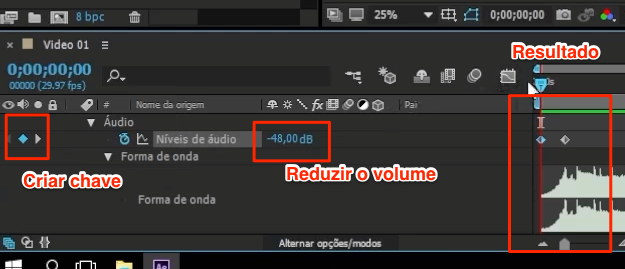 8 bpc
25%
0;00;00;00
Video 01
Resultado
0;00;00;00
00000 (29.97 fps)
# Nome da origem
fx
Pai
Áudio
Níveis de áudio
-48,00 dB
Forma de onda
Criar chave
Reduzir o volume
Forma de onda
Alternar opções/modos
Ae